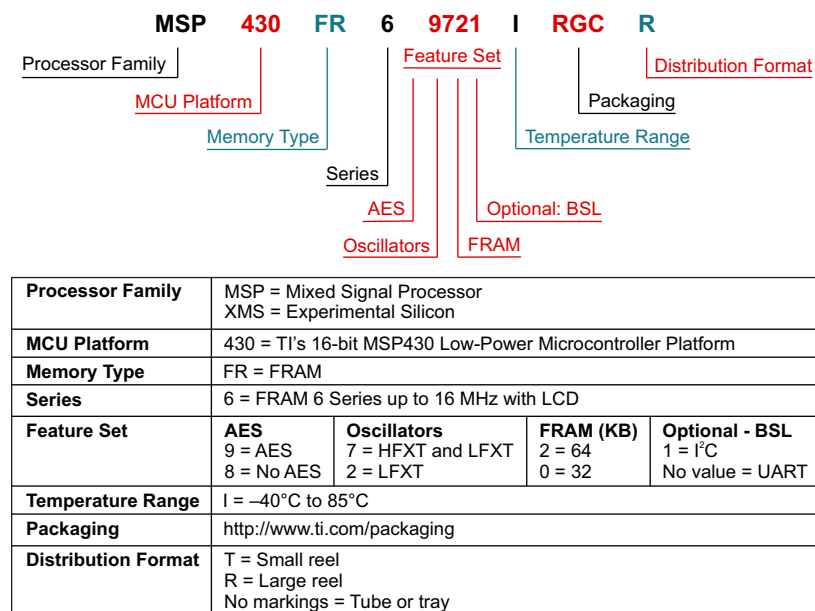 MSP 430 FR 6 9721 I RGC R
Processor Family
Feature Set
Distribution Format
MCU Platform
Packaging
Memory Type
Temperature Range
Series
AES
Optional: BSL
Oscillators
FRAM
Processor Family
MSP = Mixed Signal Processor
XMS = Experimental Silicon
MCU Platform
430 = TI's 16-bit MSP430 Low-Power Microcontroller Platform
Memory Type
FR = FRAM
Series
6 = FRAM 6 Series up to 16 MHz with LCD
Feature Set
AES
9 = AES
8 = No AES
Oscillators
7 = HFXT and LFXT
2 = LFXT
FRAM (KB)
2 = 64
0 = 32
Optional - BSL
1 = I²C
No value = UART
Temperature Range
I = –40°C to 85°C
Packaging
http://www.ti.com/packaging
Distribution Format
T = Small reel
R = Large reel
No markings = Tube or tray